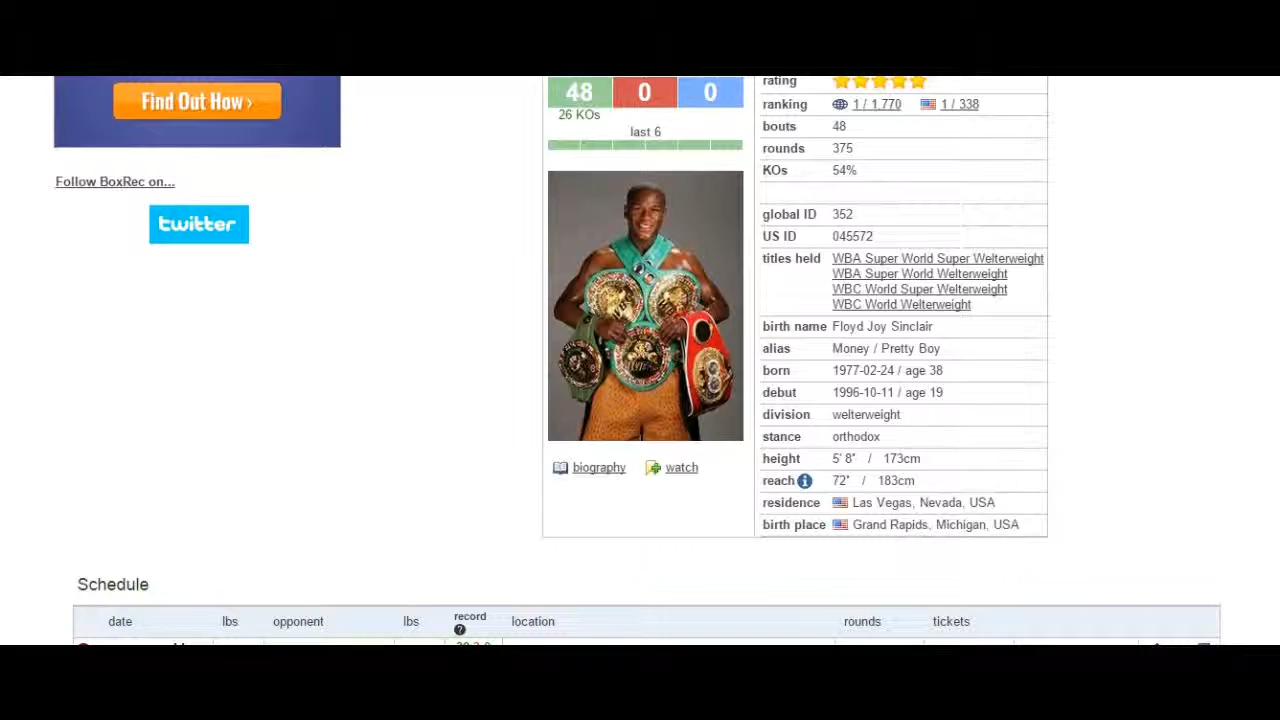 Find Out How ›
Follow BoxRec on...
twitter
48 0 0
26 KOs
last 6
biography watch
rating
ranking 1 / 1,770 1 / 338
bouts 48
rounds 375
KOs 54%
global ID 352
US ID 045572
titles held WBA Super World Super Welterweight
WBA Super World Welterweight
WBC World Super Welterweight
WBC World Welterweight
birth name Floyd Joy Sinclair
alias Money / Pretty Boy
born 1977-02-24 / age 38
debut 1996-10-11 / age 19
division welterweight
stance orthodox
height 5' 8" / 173cm
reach 72" / 183cm
residence Las Vegas, Nevada, USA
birth place Grand Rapids, Michigan, USA
Schedule
date lbs opponent lbs record location rounds tickets